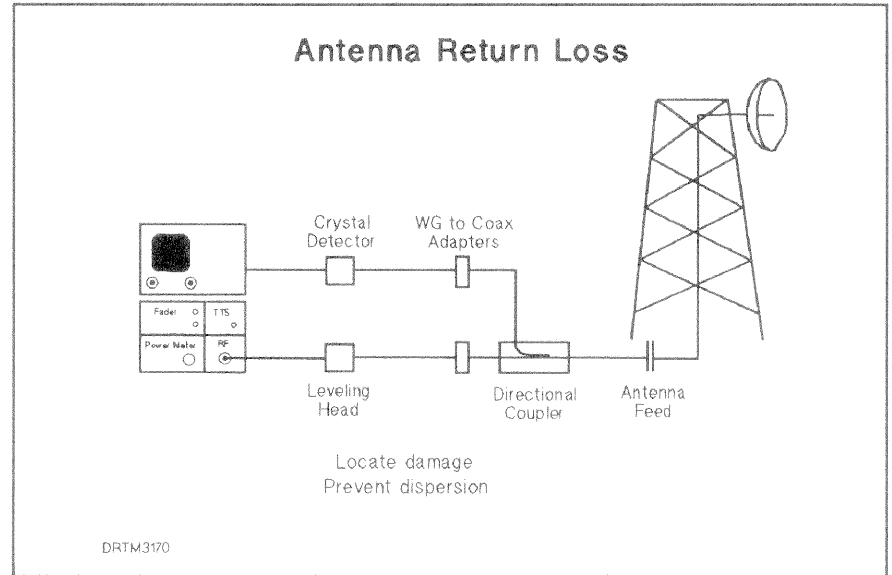 Antenna Return Loss
Crystal
Detector
WG to Coax
Adapters
Fader
TTS
Power Meter
RF
Leveling
Head
Directional
Coupler
Antenna
Feed
Locate damage
Prevent dispersion
DRTM3170